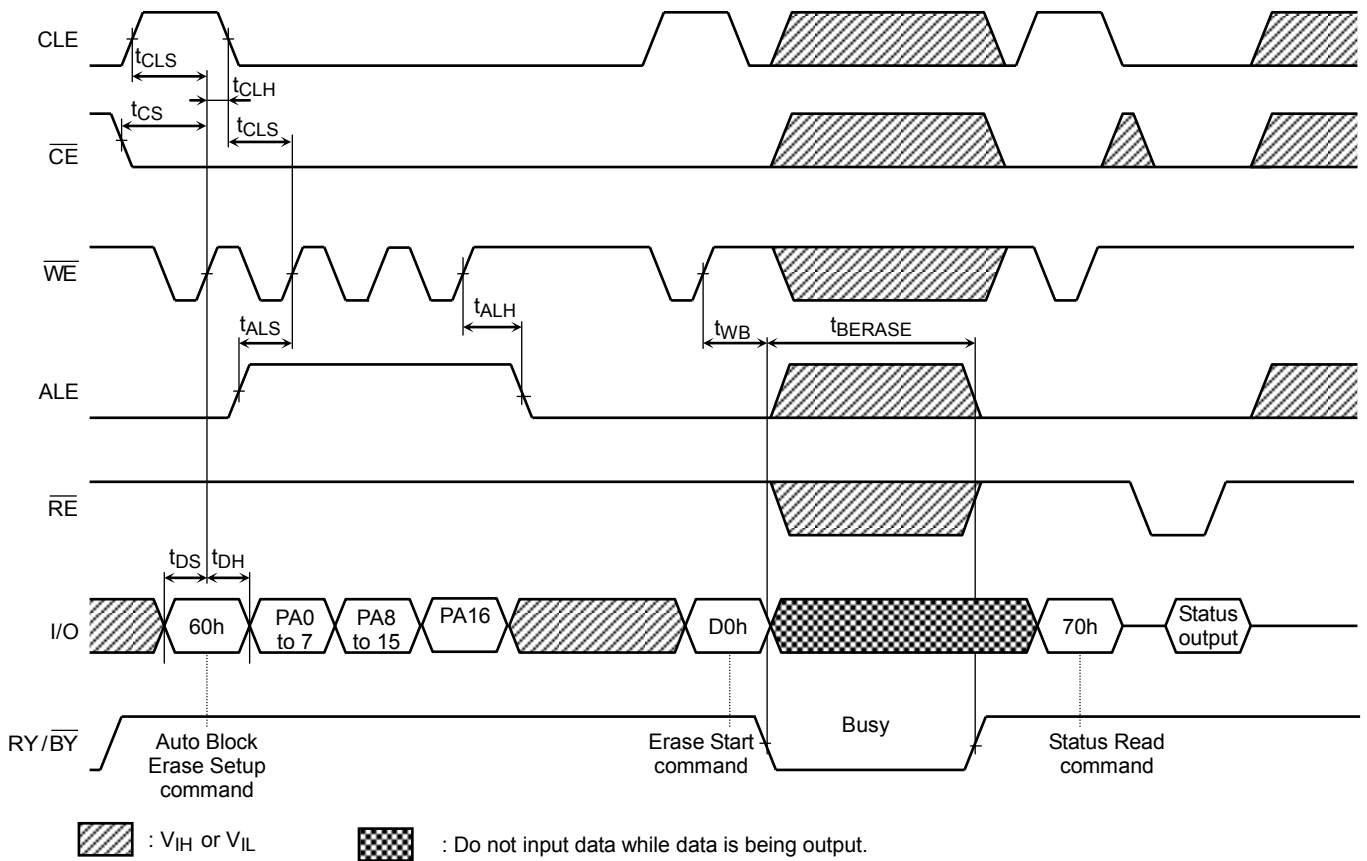 CLE
tCLS
tCLH
tCS
tCLS
CE
WE
tALS
tALH
tWB
tBERASE
ALE
RE
tDS
tDH
I/O
60h
PA0
to 7
PA8
to 15
PA16
D0h
70h
Status
output
RY/BY
Auto Block
Erase Setup
command
Erase Start
command
Busy
Status Read
command
: VIH or VIL
: Do not input data while data is being output.